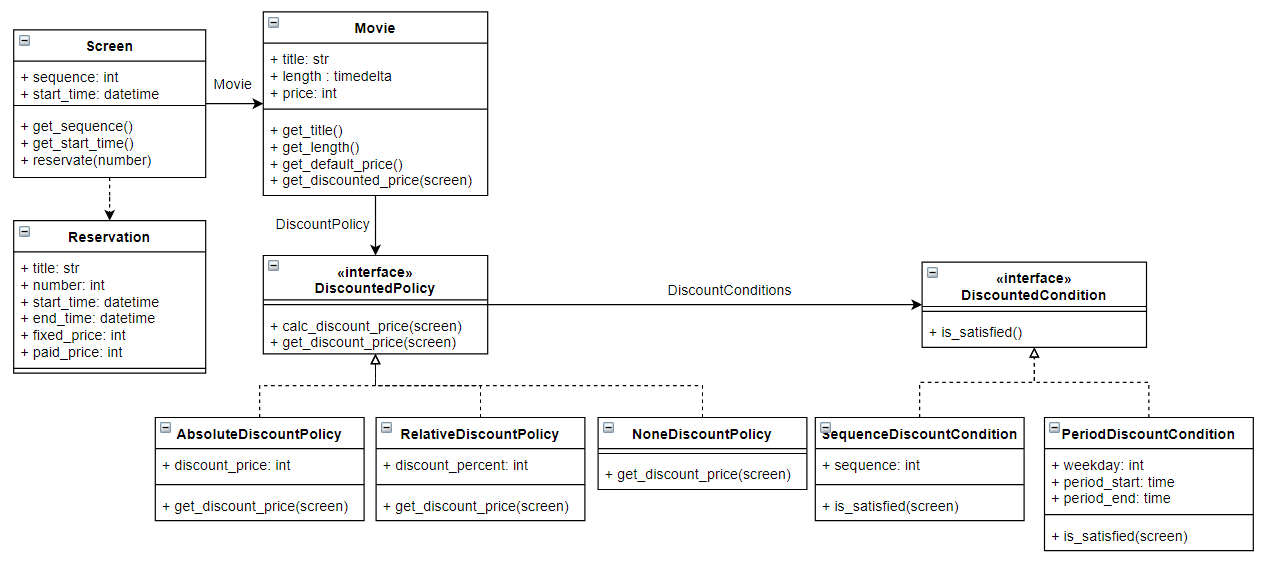 Screen
+ sequence: int
+ start_time: datetime
+ get_sequence()
+ get_start_time()
+ reservate(number)
Movie
Movie
+ title: str
+ length : timedelta
+ price: int
+ get_title()
+ get_length()
+ get_default_price()
+ get_discounted_price(screen)
Reservation
+ title: str
+ number: int
+ start_time: datetime
+ end_time: datetime
+ fixed_price: int
+ paid_price: int
DiscountPolicy
«interface»
DiscountedPolicy
+ calc_discount_price(screen)
+ get_discount_price(screen)
DiscountConditions
«interface»
DiscountedCondition
+ is_satisfied()
AbsoluteDiscountPolicy
+ discount_price: int
+ get_discount_price(screen)
RelativeDiscountPolicy
+ discount_percent: int
+ get_discount_price(screen)
NoneDiscountPolicy
+ get_discount_price(screen)
SequenceDiscountCondition
+ sequence: int
+ is_satisfied(screen)
PeriodDiscountCondition
+ weekday: int
+ period_start: time
+ period_end: time
+ is_satisfied(screen)